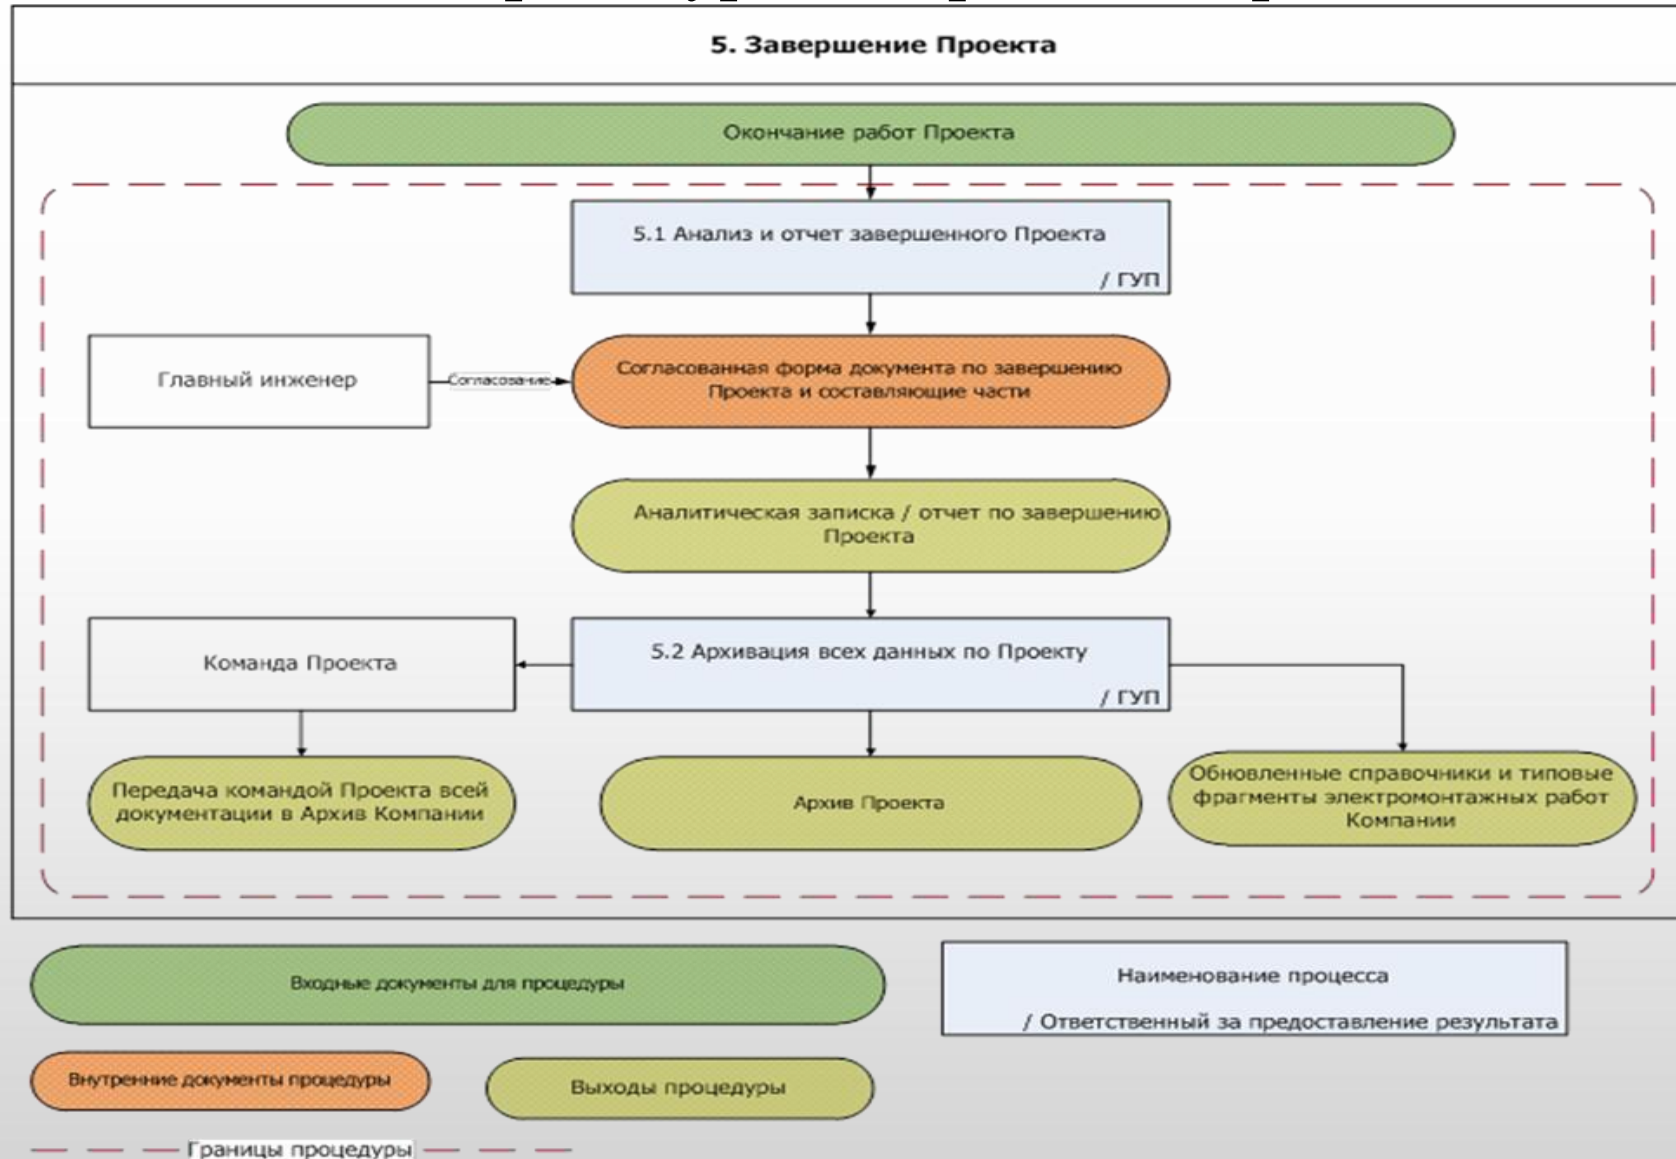 5. Завершение Проекта
Окончание работ Проекта
5.1 Анализ и отчет завершенного Проекта
/ ГУП
Главный инженер
Согласование
Согласованная форма документа по завершению
Проекта и составляющие части
Аналитическая записка / отчет по завершению
Проекта
Команда Проекта
5.2 Архивация всех данных по Проекту
/ ГУП
Передача командой Проекта всей
документации в Архив Компании
Архив Проекта
Обновленные справочники и типовые
фрагменты электромонтажных работ
Компании
Входные документы для процедуры
Наименование процесса
/ Ответственный за предоставление результата
Внутренние документы процедуры
Выходы процедуры
Границы процедуры